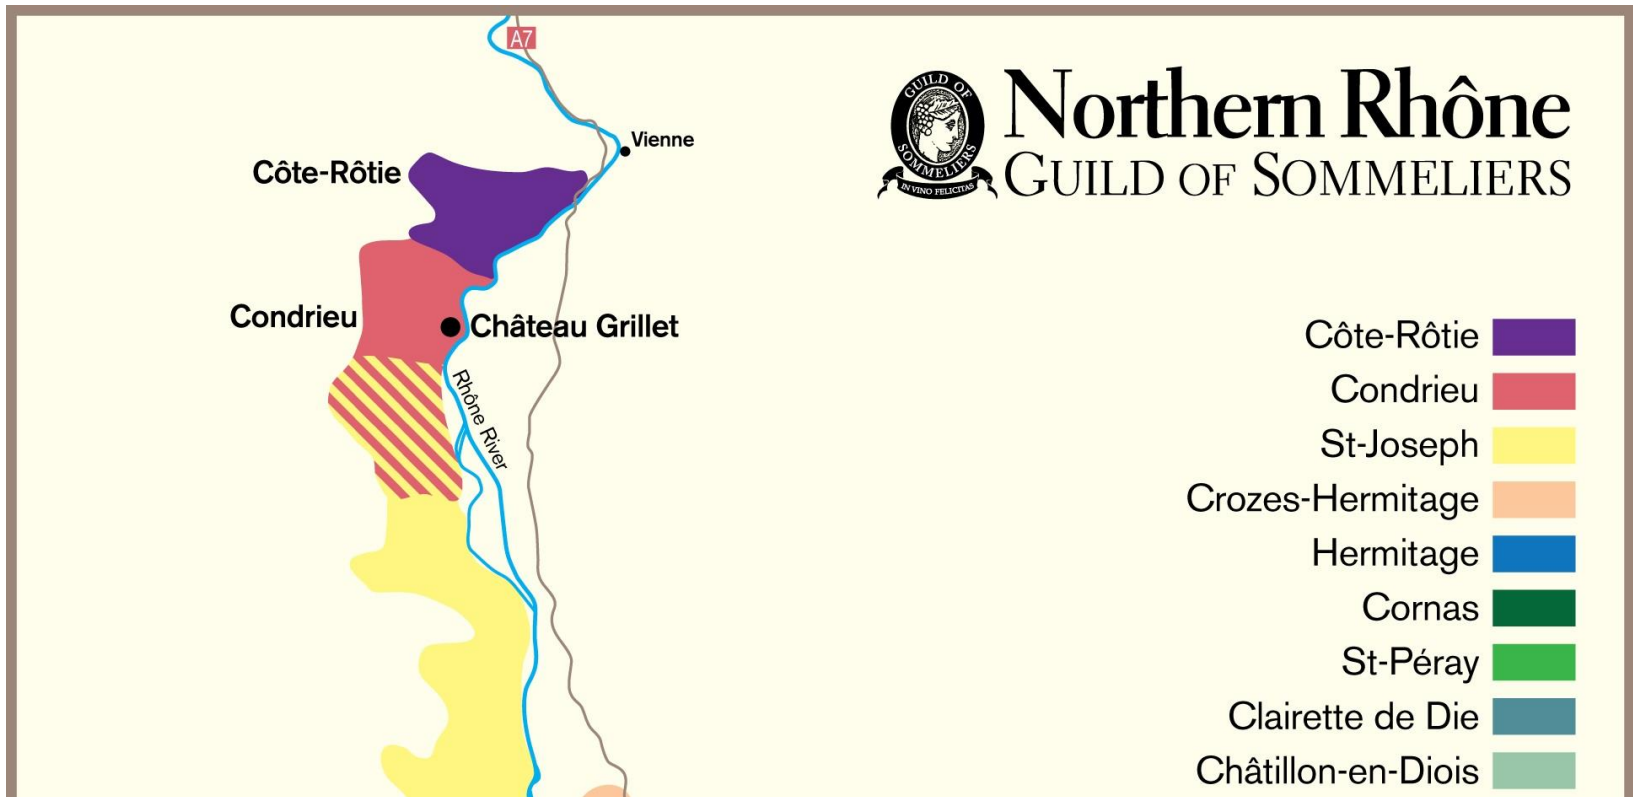 A7
Northern Rhône
GUILD OF SOMMELIERS
GUILD OF
SOMMELIERS
IN VINO FELICITAS
Vienne
Côte-Rôtie
Condrieu
Château Grillet
Rhône River
Côte-Rôtie
Condrieu
St-Joseph
Crozes-Hermitage
Hermitage
Cornas
St-Péray
Clairette de Die
Châtillon-en-Diois